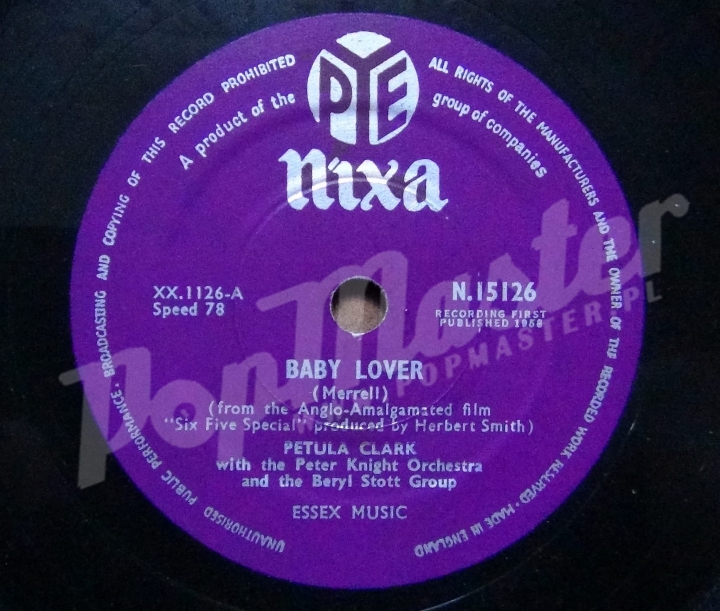 PYE
nixa
A product of the group of companies
ALL RIGHTS OF THE MANUFACTURERS AND THE OWNER OF THE RECORDED WORK RESERVED · MADE IN ENGLAND
UNAUTHORISED PUBLIC PERFORMANCE · BROADCASTING AND COPYING OF THIS RECORD PROHIBITED
XX.1126-A
Speed 78
N.15126
RECORDING FIRST
PUBLISHED 1958
BABY LOVER
(Merrell)
(from the Anglo-Amalgamated film
"Six Five Special" produced by Herbert Smith)
PETULA CLARK
with the Peter Knight Orchestra
and the Beryl Stott Group
ESSEX MUSIC
PopMaster
POPMASTER.PL